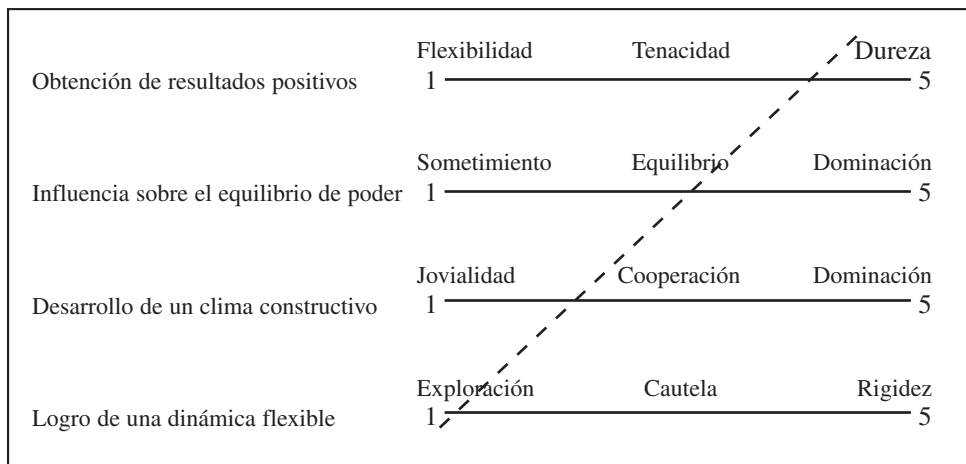 Flexibilidad Tenacidad Dureza
Obtención de resultados positivos 1 5
Sometimiento Equilibrio Dominación
Influencia sobre el equilibrio de poder 1 5
Jovialidad Cooperación Dominación
Desarrollo de un clima constructivo 1 5
Exploración Cautela Rigidez
Logro de una dinámica flexible 1 5